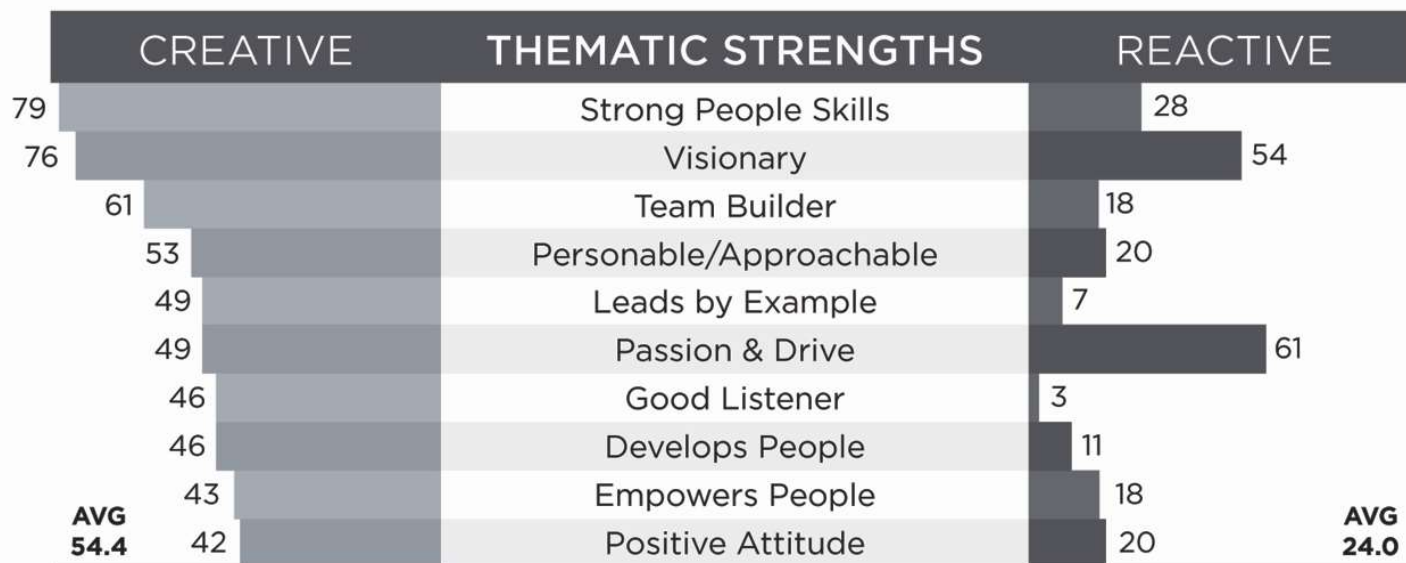 CREATIVE THEMATIC STRENGTHS REACTIVE
79 Strong People Skills 28
76 Visionary 54
61 Team Builder 18
53 Personable/Approachable 20
49 Leads by Example 7
49 Passion & Drive 61
46 Good Listener 3
46 Develops People 11
43 Empowers People 18
AVG AVG
54.4 42 Positive Attitude 20 24.0